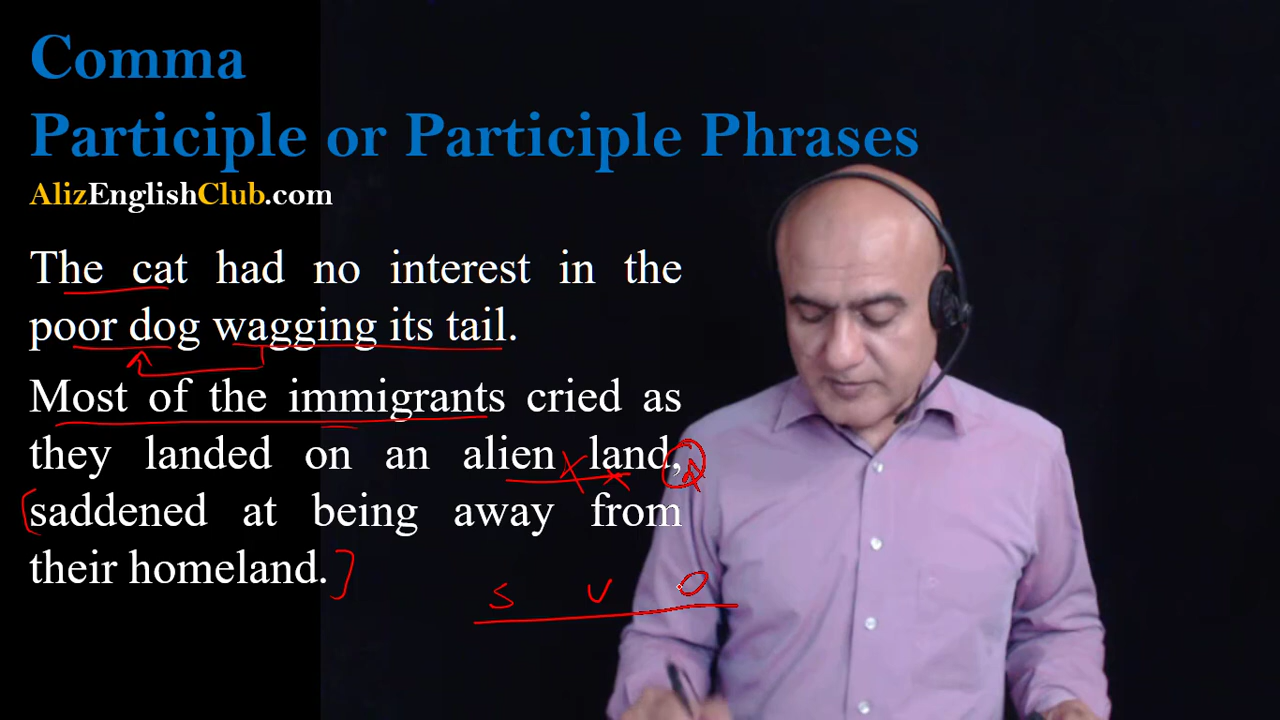 Comma
Participle or Participle Phrases
AlizEnglishClub.com
The cat had no interest in the
poor dog wagging its tail.
Most of the immigrants cried as
they landed on an alien land,
saddened at being away from
their homeland.
S V O